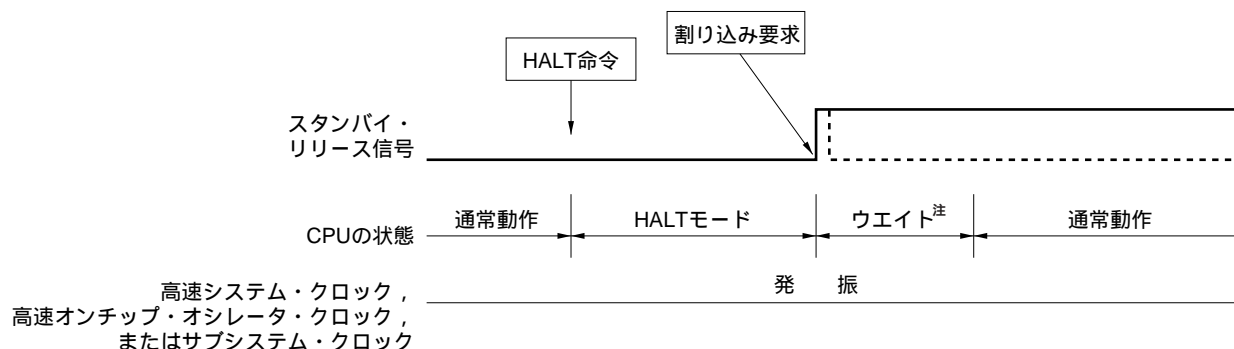 割り込み要求
HALT命令
スタンバイ・
リリース信号
通常動作
HALTモード
ウエイト注
通常動作
CPUの状態
発 振
高速システム・クロック，
高速オンチップ・オシレータ・クロック，
またはサブシステム・クロック